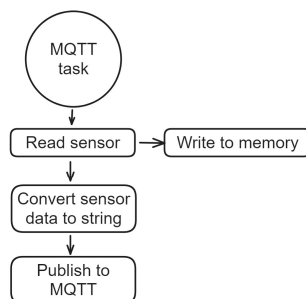 MQTT
task
Read sensor
Write to memory
Convert sensor
data to string
Publish to
MQTT